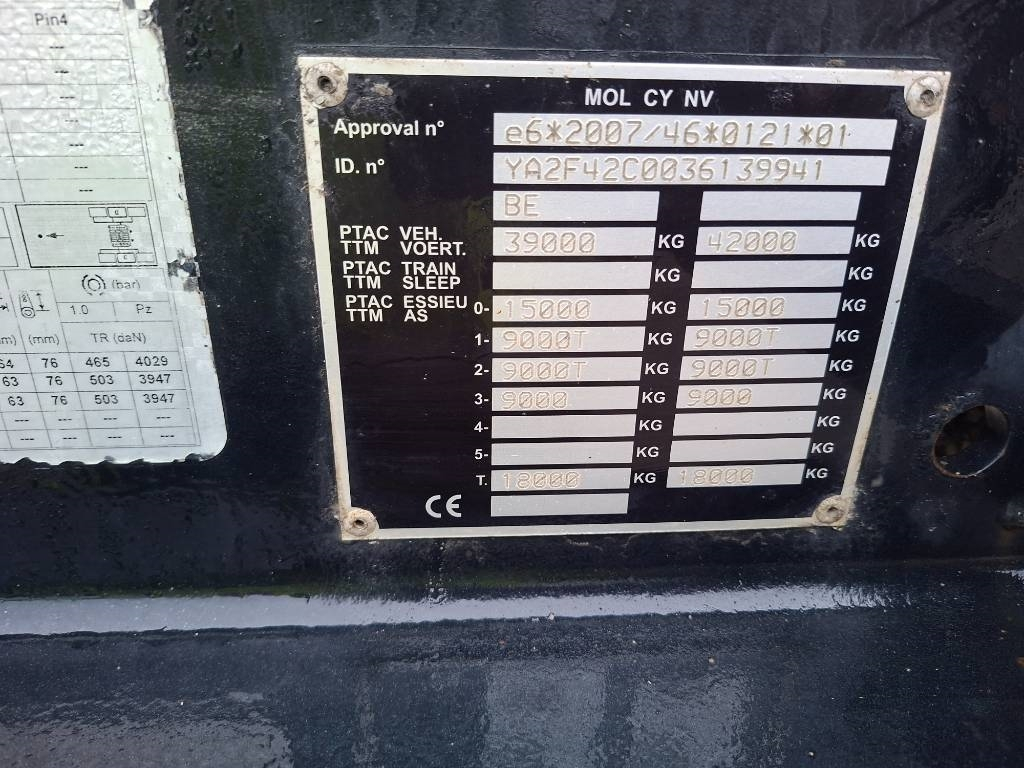 Pin4
---
---
---
---
---
---
---
(bar)
1.0 Pz
(mm) TR (daN)
76 465 4029
63 76 503 3947
63 76 503 3947
--- --- --- ---
--- --- --- ---
MOL CY NV
Approval n° e6*2007/46*0121*01
ID. n° YA2F42C0036139941
BE
PTAC VEH. 39000 KG 42000 KG
TTM VOERT.
PTAC TRAIN KG KG
TTM SLEEP
PTAC ESSIEU 0- 15000 KG 15000 KG
TTM AS
1- 9000T KG 9000T KG
2- 9000T KG 9000T KG
3- 9000 KG 9000 KG
4- KG KG
5- KG KG
T. 18000 KG 18000 KG
CE